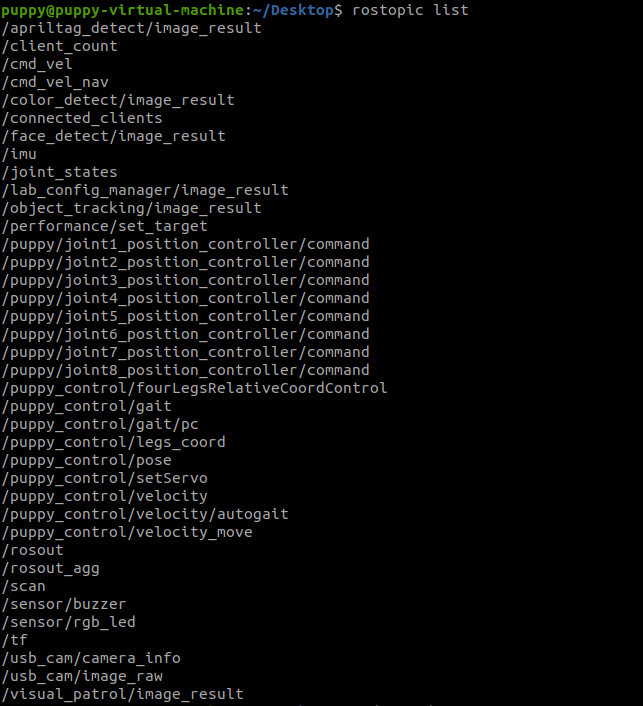 puppy@puppy-virtual-machine:~/Desktop$ rostopic list
/apriltag_detect/image_result
/client_count
/cmd_vel
/cmd_vel_nav
/color_detect/image_result
/connected_clients
/face_detect/image_result
/imu
/joint_states
/lab_config_manager/image_result
/object_tracking/image_result
/performance/set_target
/puppy/joint1_position_controller/command
/puppy/joint2_position_controller/command
/puppy/joint3_position_controller/command
/puppy/joint4_position_controller/command
/puppy/joint5_position_controller/command
/puppy/joint6_position_controller/command
/puppy/joint7_position_controller/command
/puppy/joint8_position_controller/command
/puppy_control/fourLegsRelativeCoordControl
/puppy_control/gait
/puppy_control/gait/pc
/puppy_control/legs_coord
/puppy_control/pose
/puppy_control/setServo
/puppy_control/velocity
/puppy_control/velocity/autogait
/puppy_control/velocity_move
/rosout
/rosout_agg
/scan
/sensor/buzzer
/sensor/rgb_led
/tf
/usb_cam/camera_info
/usb_cam/image_raw
/visual_patrol/image_result